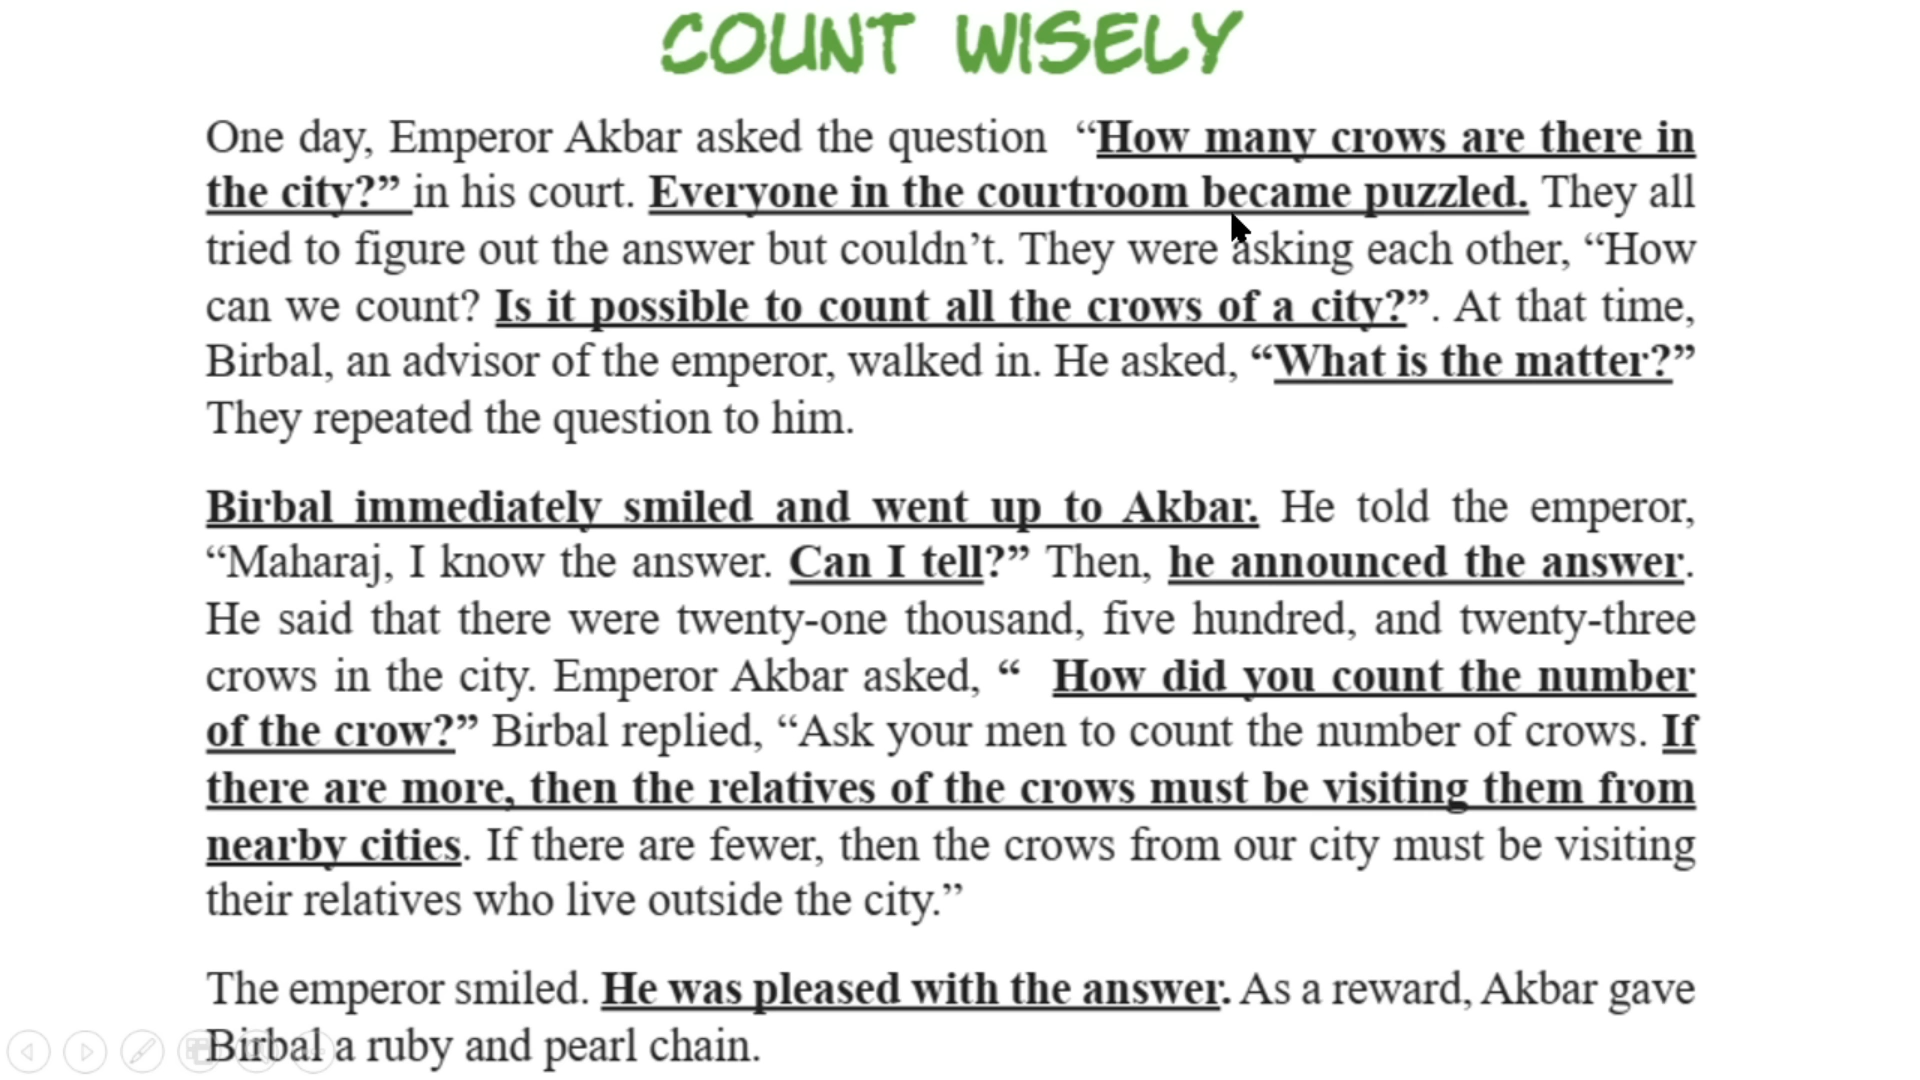 COUNT WISELY
One day, Emperor Akbar asked the question “How many crows are there in
the city?” in his court. Everyone in the courtroom became puzzled. They all
tried to figure out the answer but couldn’t. They were asking each other, “How
can we count? Is it possible to count all the crows of a city?”. At that time,
Birbal, an advisor of the emperor, walked in. He asked, “What is the matter?”
They repeated the question to him.
Birbal immediately smiled and went up to Akbar. He told the emperor,
“Maharaj, I know the answer. Can I tell?” Then, he announced the answer.
He said that there were twenty-one thousand, five hundred, and twenty-three
crows in the city. Emperor Akbar asked, “ How did you count the number
of the crow?” Birbal replied, “Ask your men to count the number of crows. If
there are more, then the relatives of the crows must be visiting them from
nearby cities. If there are fewer, then the crows from our city must be visiting
their relatives who live outside the city.”
The emperor smiled. He was pleased with the answer. As a reward, Akbar gave
Birbal a ruby and pearl chain.